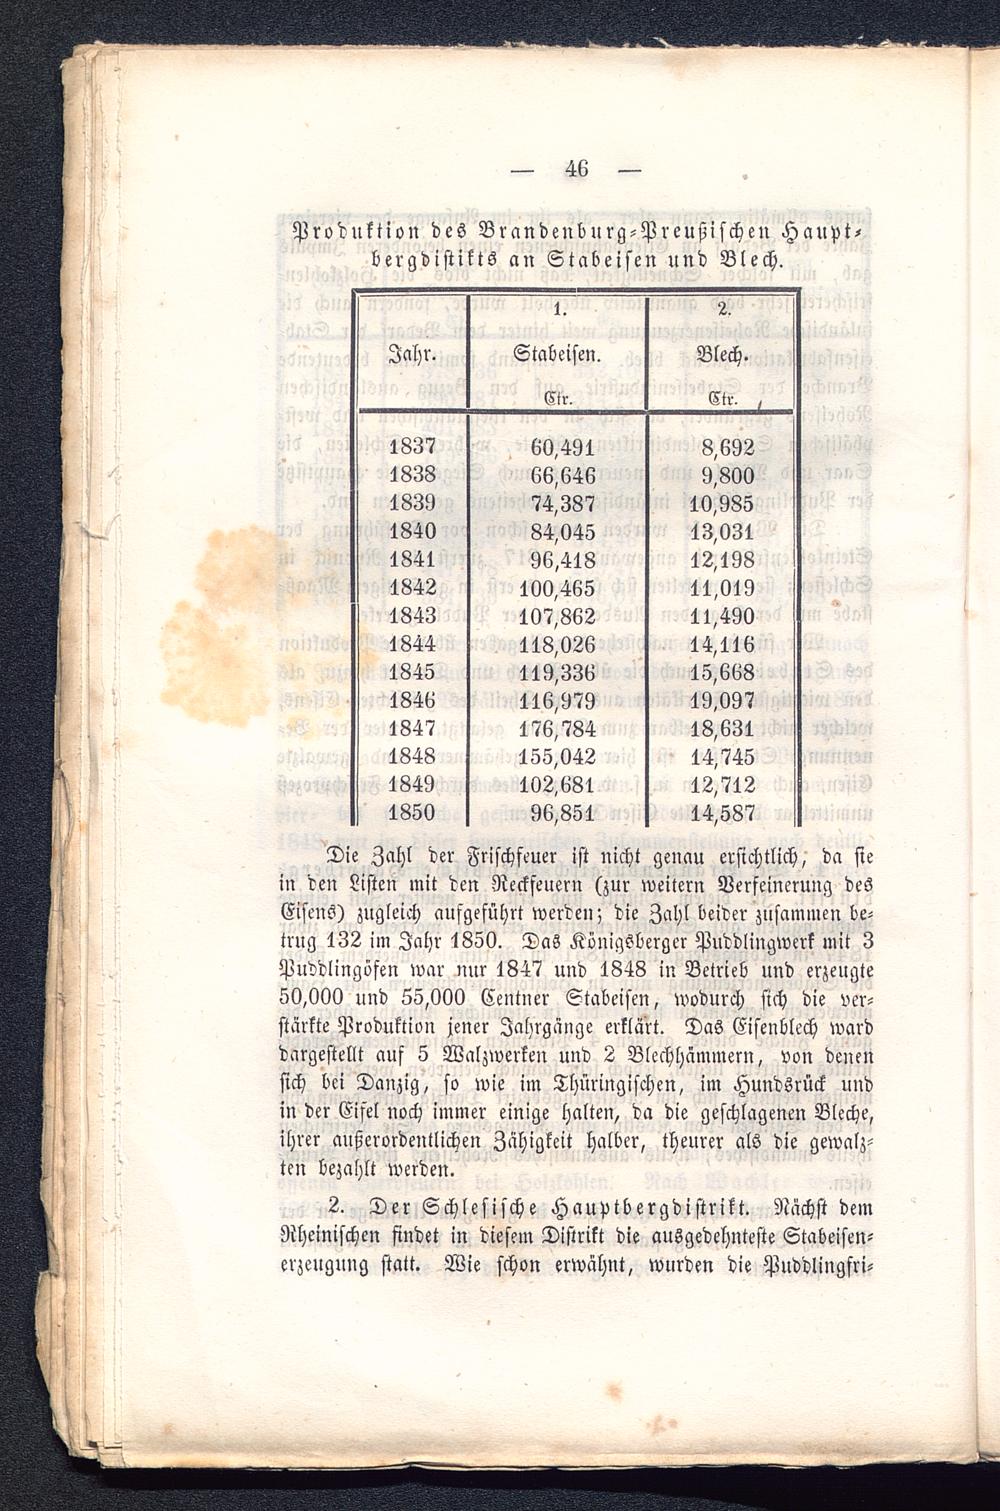 — 46 —
Produktion des Brandenburg-Preußischen Haupt-
bergdistikts an Stabeisen und Blech.
1. 2.
Jahr. Stabeisen. Blech.
Ctr. Ctr.
1837 60,491 8,692
1838 66,646 9,800
1839 74,387 10,985
1840 84,045 13,031
1841 96,418 12,198
1842 100,465 11,019
1843 107,862 11,490
1844 118,026 14,116
1845 119,336 15,668
1846 116,979 19,097
1847 176,784 18,631
1848 155,042 14,745
1849 102,681 12,712
1850 96,851 14,587
Die Zahl der Frischfeuer ist nicht genau ersichtlich, da sie
in den Listen mit den Reckfeuern (zur weitern Verfeinerung des
Eisens) zugleich aufgeführt werden; die Zahl beider zusammen be-
trug 132 im Jahr 1850. Das Königsberger Puddlingwerk mit 3
Puddlingöfen war nur 1847 und 1848 in Betrieb und erzeugte
50,000 und 55,000 Centner Stabeisen, wodurch sich die ver-
stärkte Produktion jener Jahrgänge erklärt. Das Eisenblech ward
dargestellt auf 5 Walzwerken und 2 Blechhämmern, von denen
sich bei Danzig, so wie im Thüringischen, im Hundsrück und
in der Eifel noch immer einige halten, da die geschlagenen Bleche,
ihrer außerordentlichen Zähigkeit halber, theurer als die gewalz-
ten bezahlt werden.
2. Der Schlesische Hauptbergdistrikt. Nächst dem
Rheinischen findet in diesem Distrikt die ausgedehnteste Stabeisen-
erzeugung statt. Wie schon erwähnt, wurden die Puddlingfri-